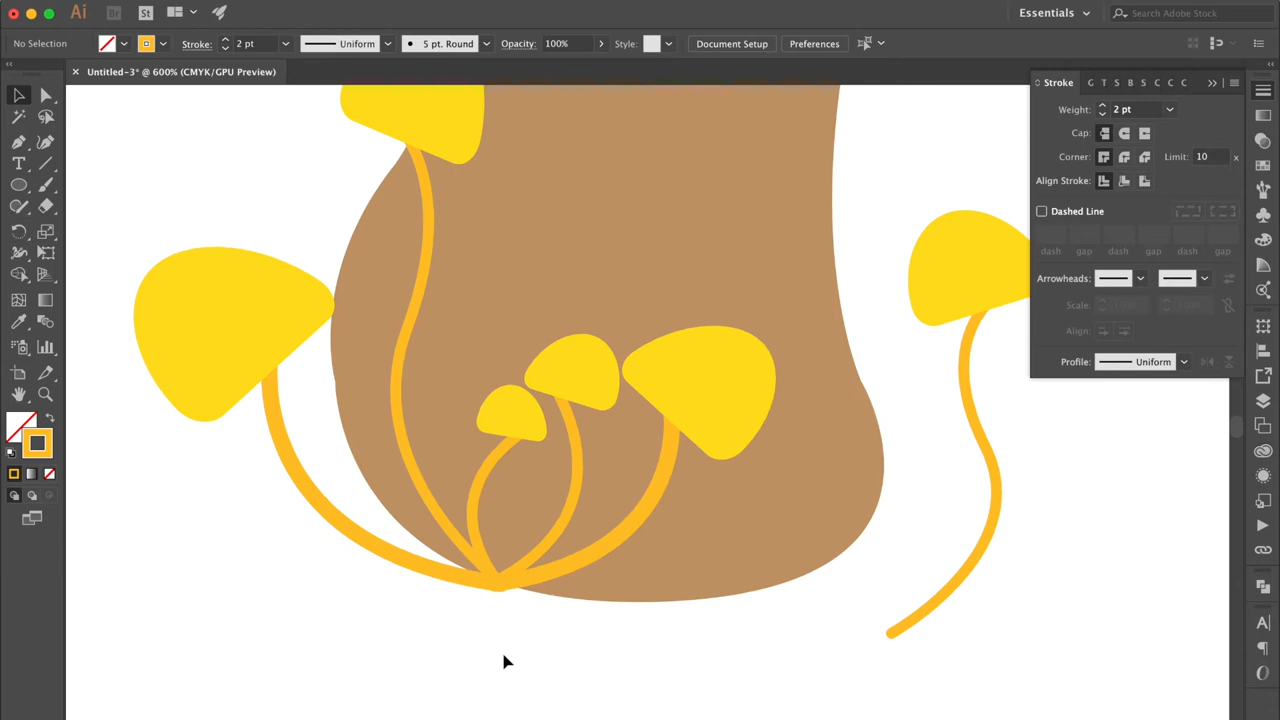 Ai Br St Essentials Search Adobe Stock
No Selection Stroke: 2 pt Uniform 5 pt. Round Opacity: 100% Style: Document Setup Preferences
× Untitled-3* @ 600% (CMYK/GPU Preview)
Stroke G T S B S C C C
Weight: 2 pt
Cap:
Corner: Limit: 10 x
Align Stroke:
Dashed Line
dash gap dash gap dash gap
Arrowheads:
Scale:
Align:
Profile: Uniform